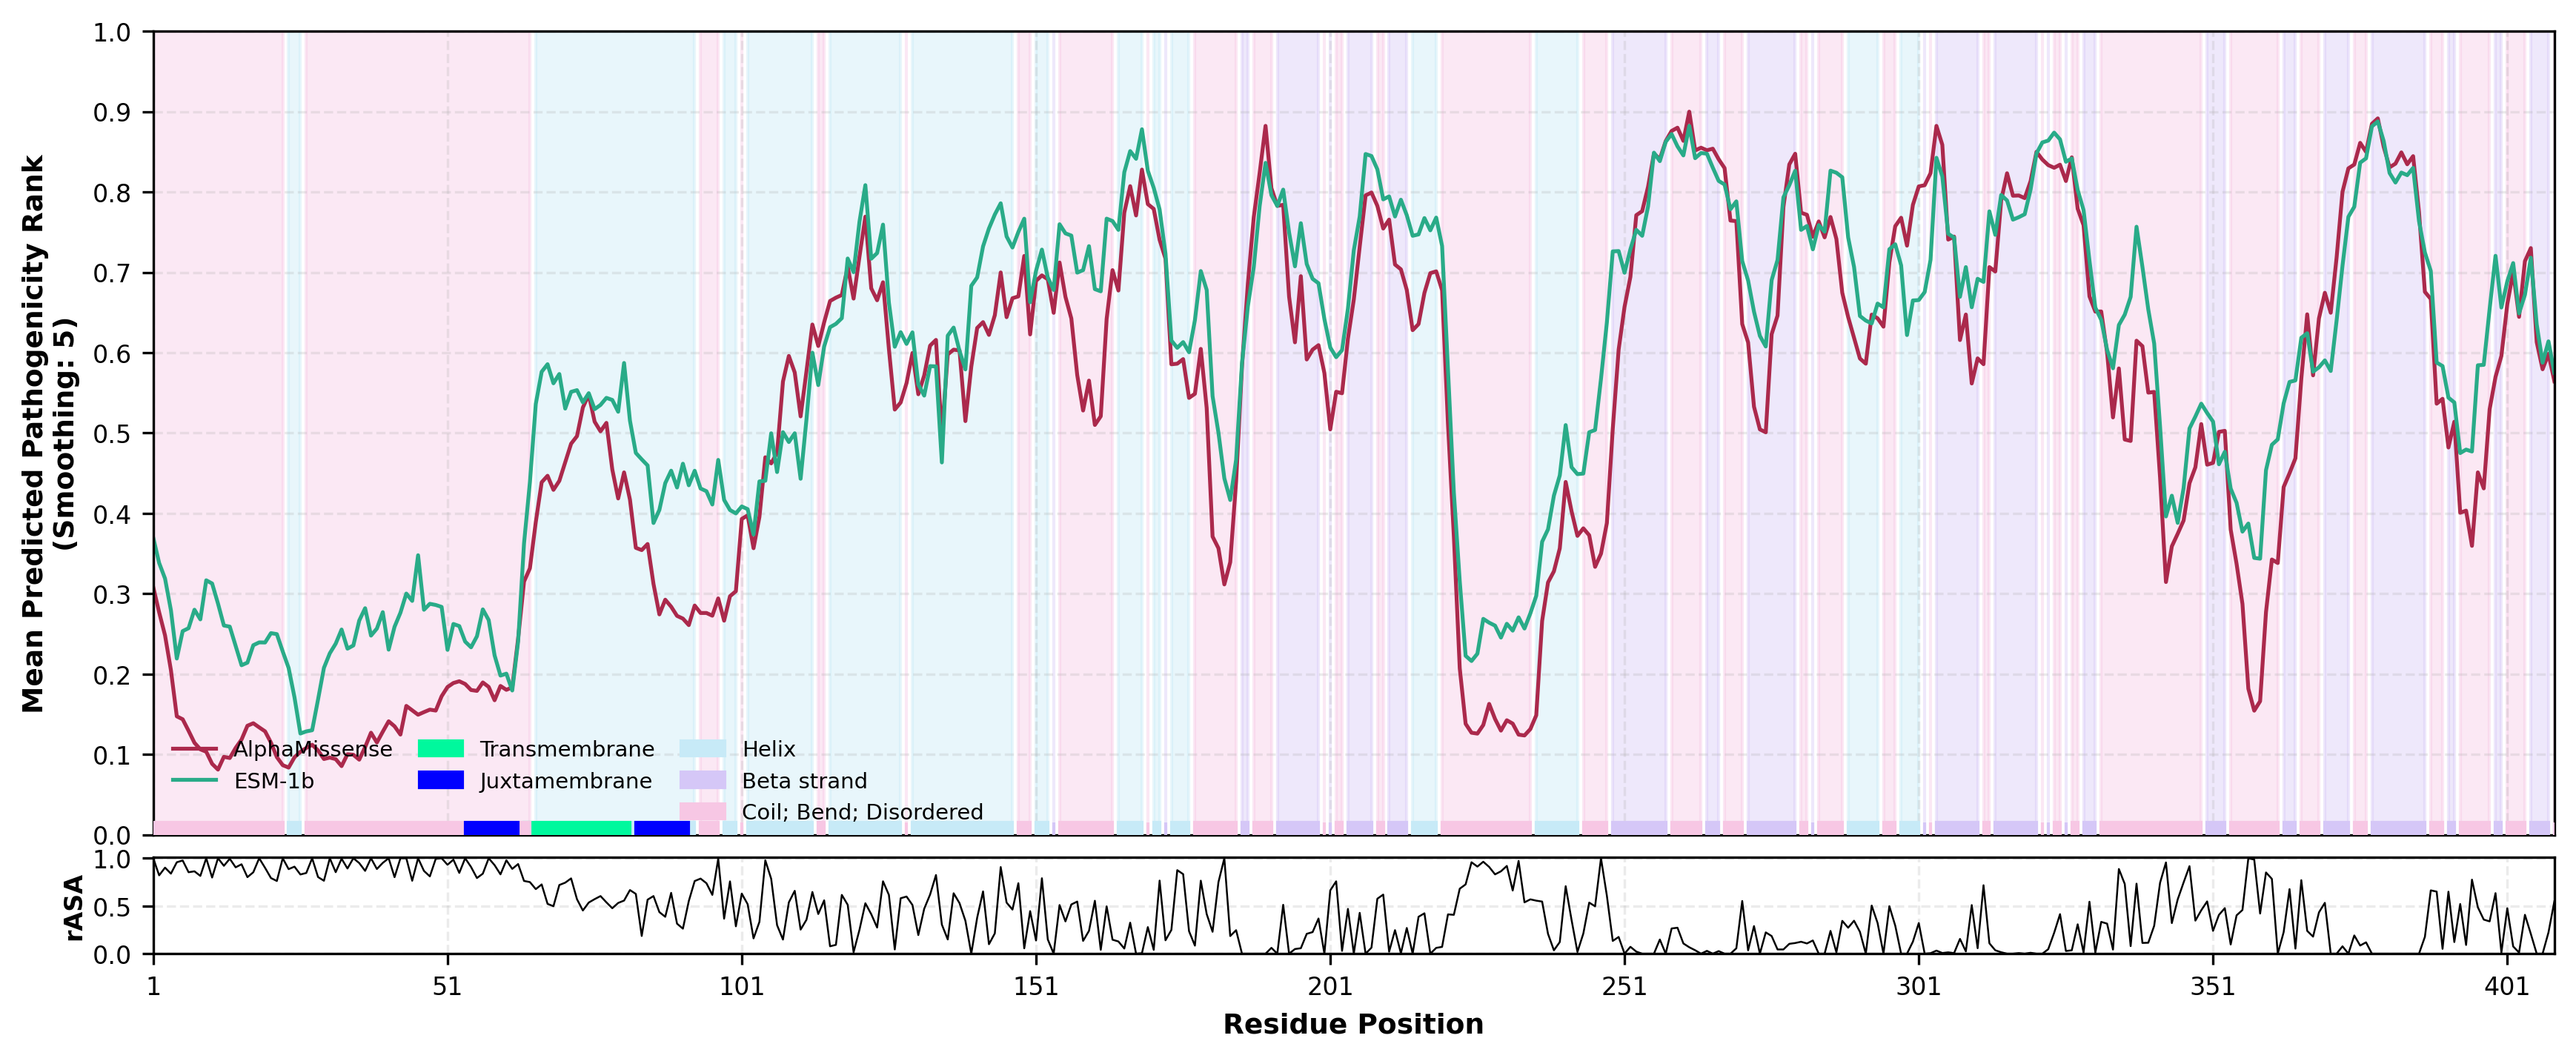 Mean Predicted Pathogenicity Rank
(Smoothing: 5)
1.0
0.9
0.8
0.7
0.6
0.5
0.4
0.3
0.2
0.1
0.0
AlphaMissense
ESM-1b
Transmembrane
Juxtamembrane
Helix
Beta strand
Coil; Bend; Disordered
rASA
1.0
0.5
0.0
1 51 101 151 201 251 301 351 401
Residue Position